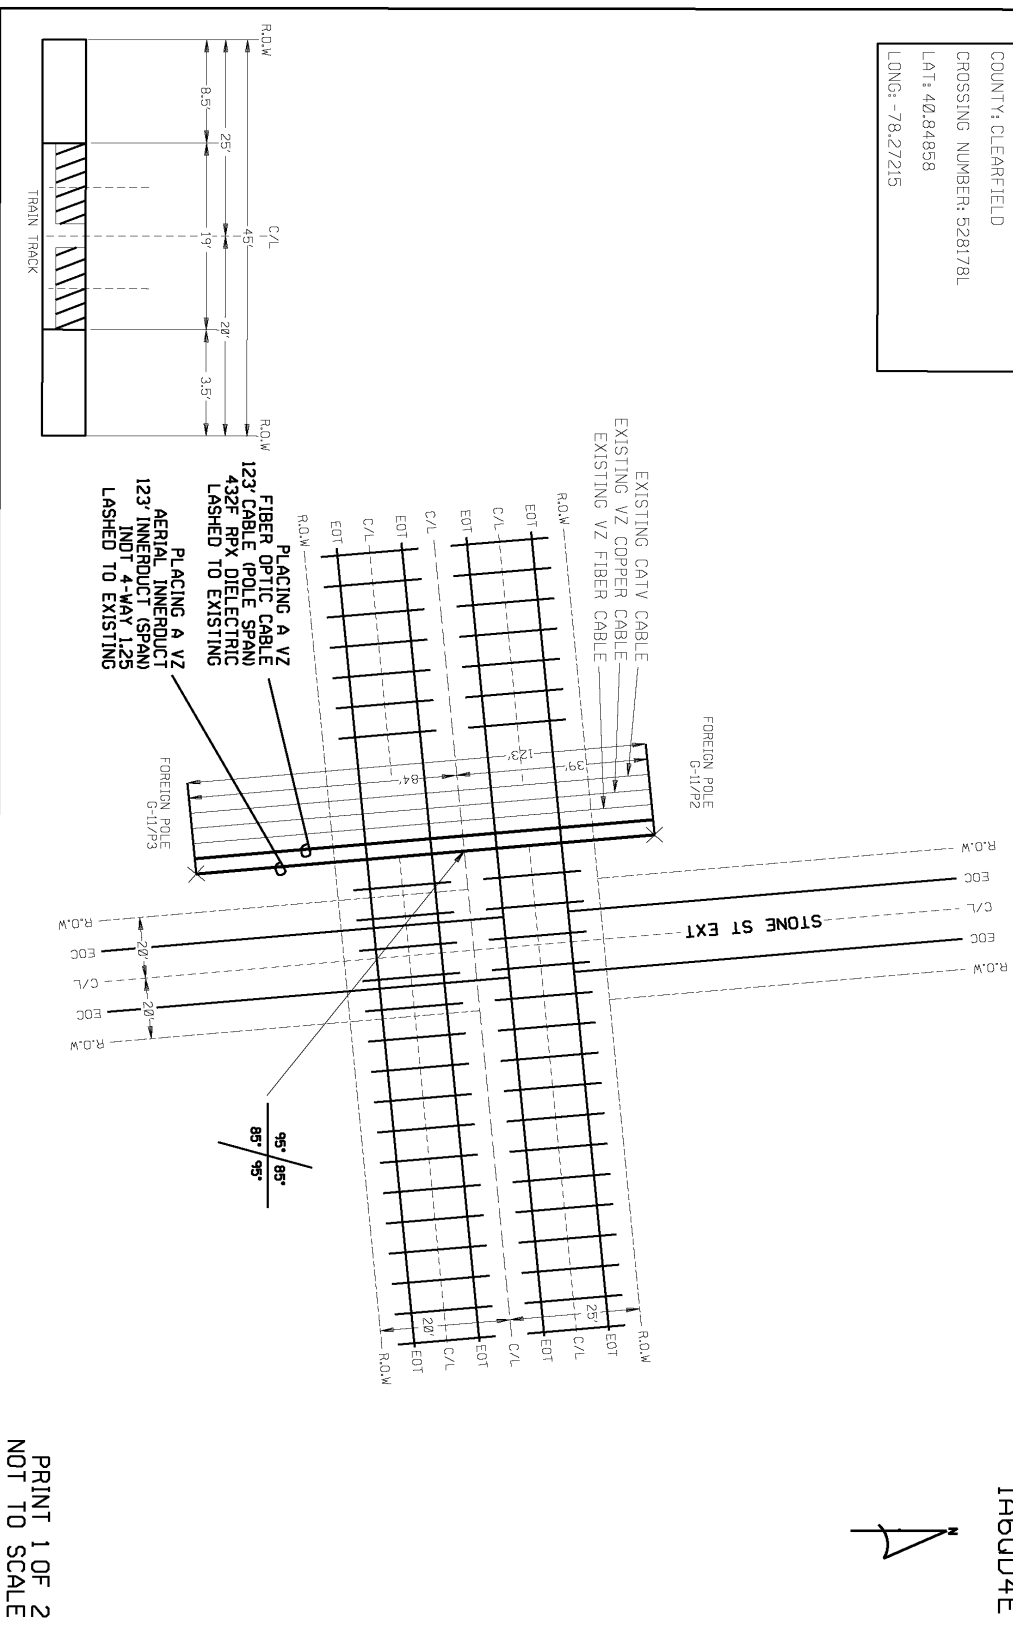 COUNTY: CLEARFIELD
CROSSING NUMBER: 528178L
LAT: 40.84858
LONG: -78.27215
R.O.W
C/L
R.O.W
45'
25'
20'
8.5'
19'
3.5'
TRAIN TRACK
EXISTING CATV CABLE
EXISTING VZ COPPER CABLE
EXISTING VZ FIBER CABLE
FOREIGN POLE
G-11/P2
R.O.W
EOT
C/L
EOT
C/L
EOT
C/L
EOT
R.O.W
PLACING A VZ
FIBER OPTIC CABLE
123' CABLE (POLE SPAN)
432F RPX DIELECTRIC
LASHED TO EXISTING
PLACING A VZ
AERIAL INNERDUCT
123' INNERDUCT (SPAN)
INDT 4-WAY 1.25
LASHED TO EXISTING
123'
39'
84'
FOREIGN POLE
G-11/P3
R.O.W
EOC
C/L
EOC
R.O.W
STONE ST EXT
R.O.W
EOC
C/L
EOC
R.O.W
20'
20'
95° 85°
85° 95°
25'
20'
R.O.W
EOT
C/L
EOT
C/L
EOT
C/L
EOT
R.O.W
N
PRINT 1 OF 2
NOT TO SCALE